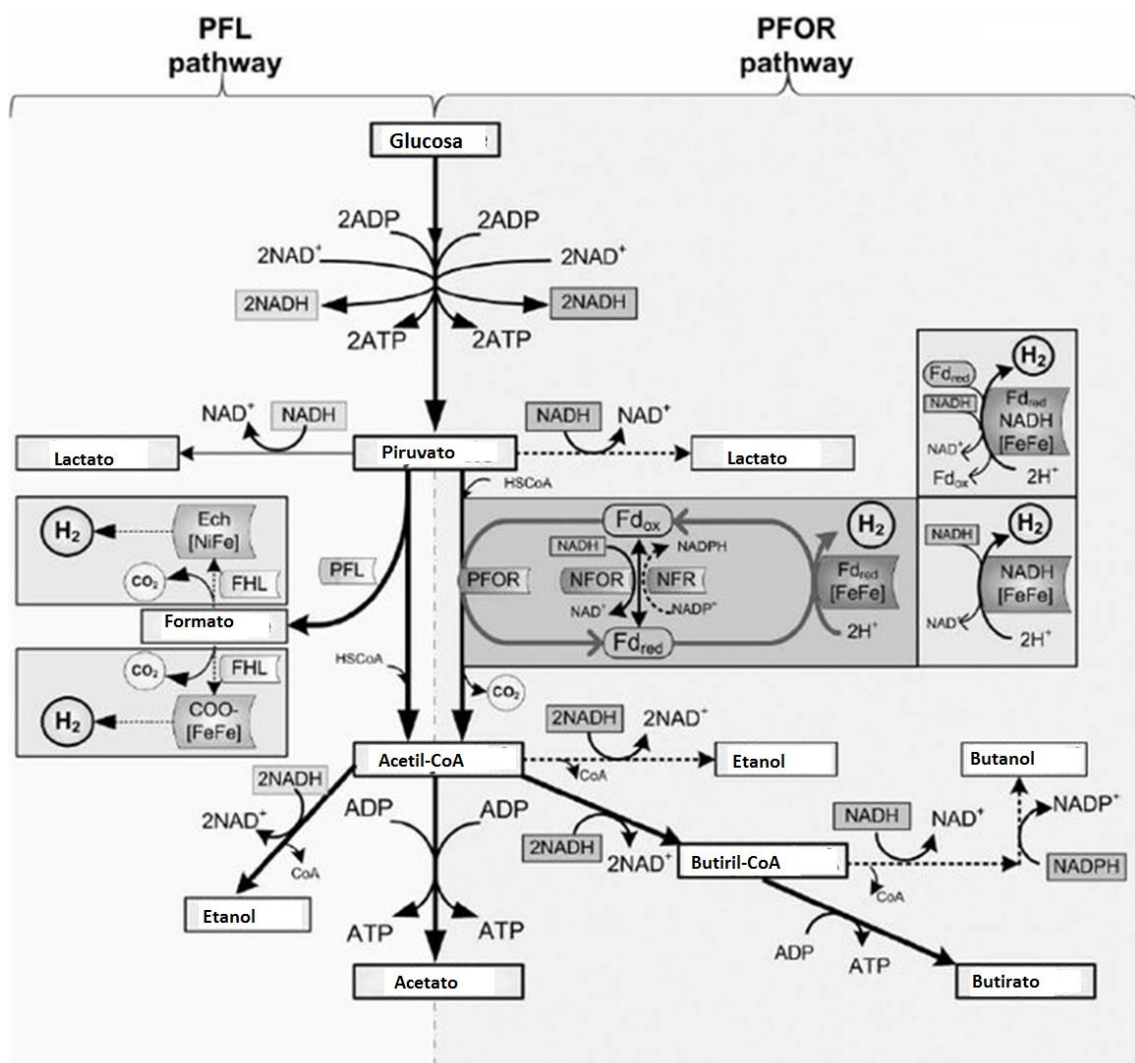 PFL
pathway
PFOR
pathway
Glucosa
2ADP
2ADP
2NAD⁺
2NAD⁺
2NADH
2NADH
2ATP
2ATP
H₂
Fdred
NADH
Fdred
NADH
[FeFe]
NAD⁺
Fdox
2H⁺
NAD⁺
NADH
NADH
NAD⁺
Lactato
Piruvato
Lactato
HSCoA
H₂
Ech
[NiFe]
CO₂
FHL
PFL
Formato
CO₂
FHL
H₂
COO-
[FeFe]
Fdox
NADH
NADPH
PFOR
NFOR
NFR
NAD⁺
NADP⁺
Fdred
H₂
Fdred
[FeFe]
2H⁺
H₂
NADH
NADH
[FeFe]
NAD⁺
2H⁺
HSCoA
CO₂
Acetil-CoA
2NADH
2NAD⁺
CoA
Etanol
Butanol
2NADH
2NAD⁺
CoA
Etanol
ADP
ADP
ATP
ATP
Acetato
2NADH
2NAD⁺
Butiril-CoA
NADH
NAD⁺
CoA
NADP⁺
NADPH
ADP
ATP
Butirato